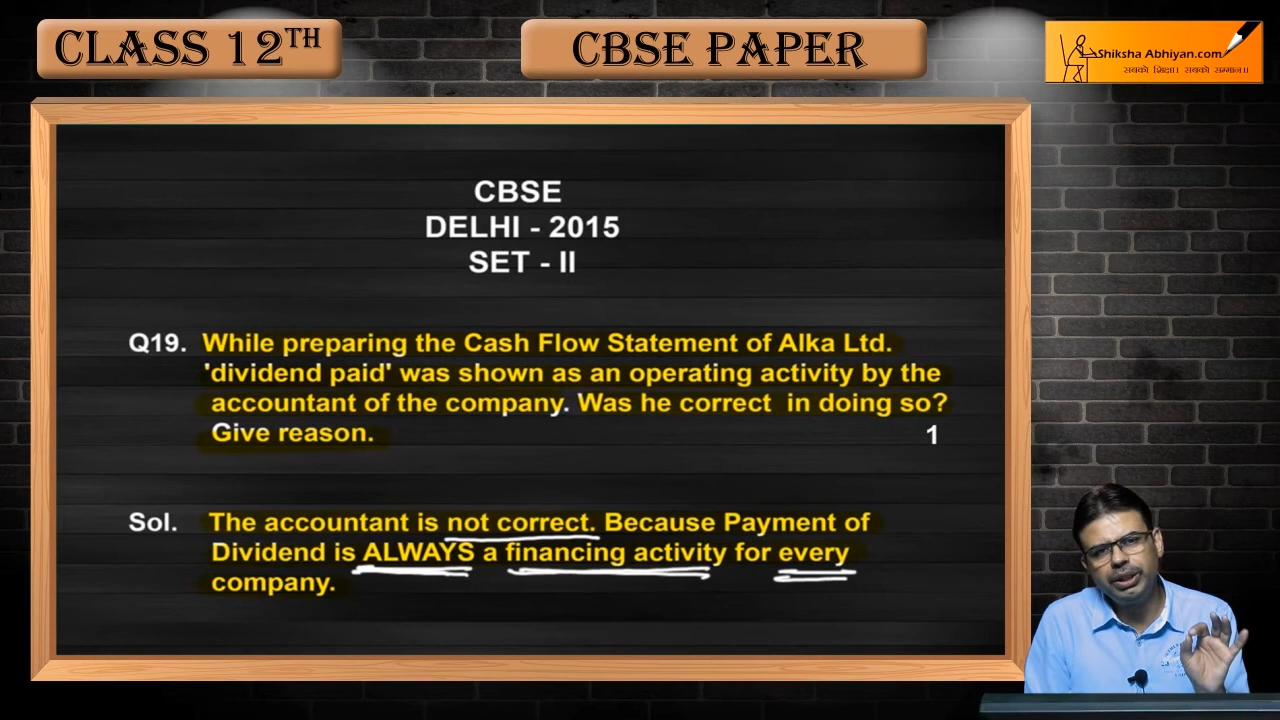 CLASS 12TH
CBSE PAPER
Shiksha Abhiyan.com
सबको शिक्षा। सबको सम्मान॥
CBSE
DELHI - 2015
SET - II
Q19. While preparing the Cash Flow Statement of Alka Ltd.
'dividend paid' was shown as an operating activity by the
accountant of the company. Was he correct in doing so?
Give reason. 1
Sol. The accountant is not correct. Because Payment of
Dividend is ALWAYS a financing activity for every
company.